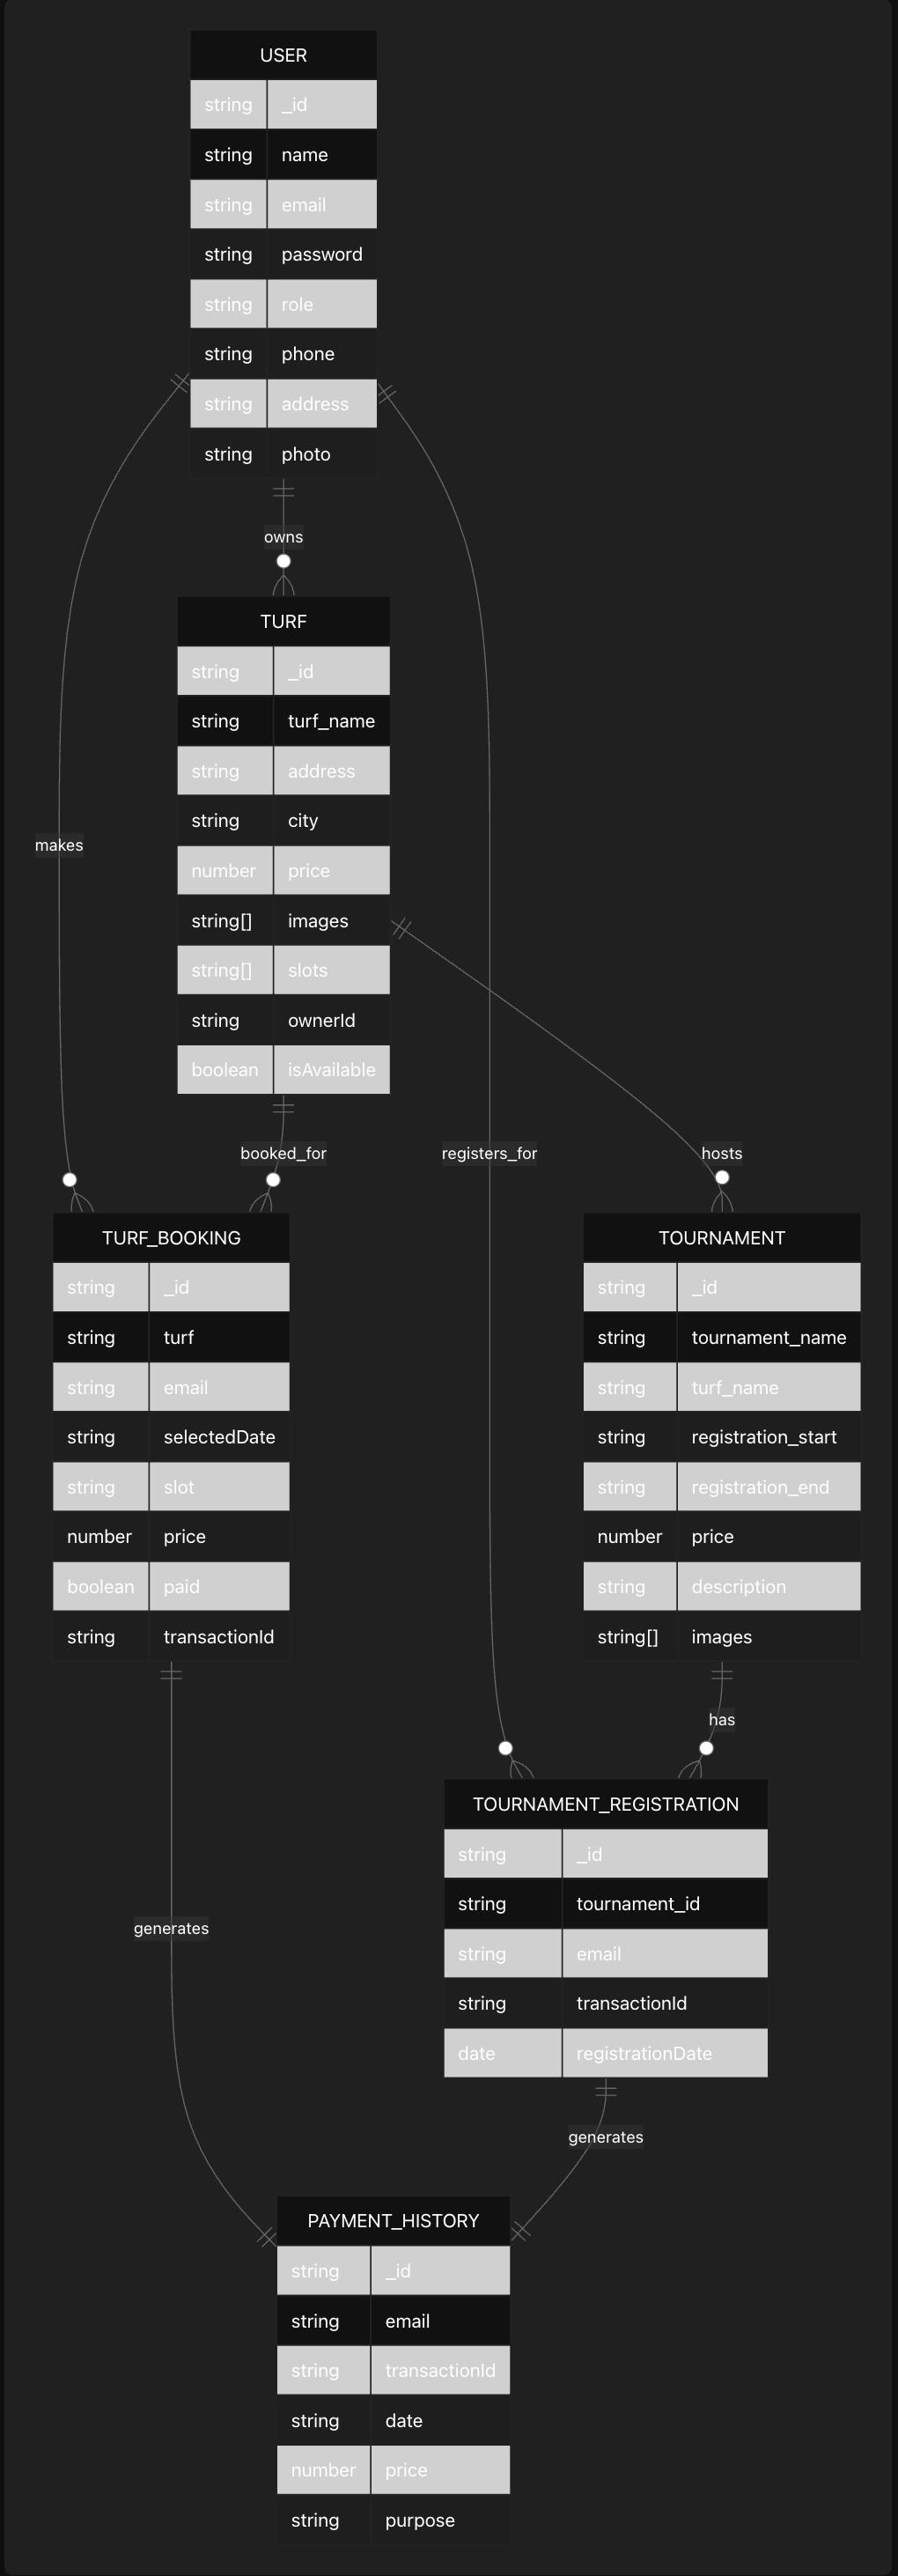 USER
string _id
string name
string email
string password
string role
string phone
string address
string photo
owns
TURF
string _id
string turf_name
string address
string city
number price
string[] images
string[] slots
string ownerId
boolean isAvailable
makes
booked_for
registers_for
hosts
TURF_BOOKING
string _id
string turf
string email
string selectedDate
string slot
number price
boolean paid
string transactionId
TOURNAMENT
string _id
string tournament_name
string turf_name
string registration_start
string registration_end
number price
string description
string[] images
has
TOURNAMENT_REGISTRATION
string _id
string tournament_id
string email
string transactionId
date registrationDate
generates
generates
PAYMENT_HISTORY
string _id
string email
string transactionId
string date
number price
string purpose